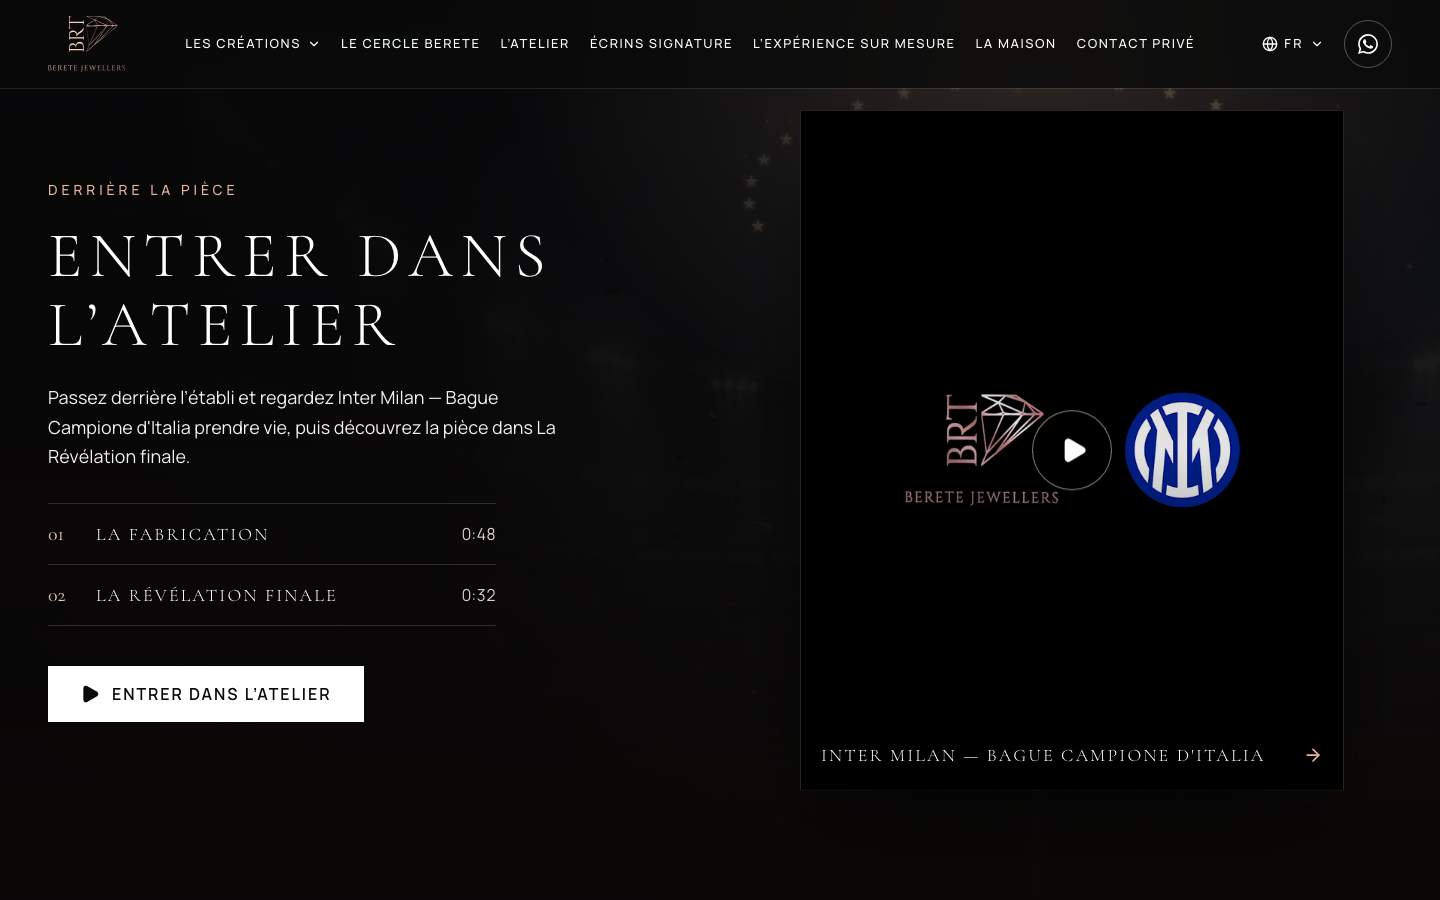 BRT
BERETE JEWELLERS
LES CRÉATIONS
LE CERCLE BERETE
L’ATELIER
ÉCRINS SIGNATURE
L’EXPÉRIENCE SUR MESURE
LA MAISON
CONTACT PRIVÉ
FR
DERRIÈRE LA PIÈCE
ENTRER DANS
L’ATELIER
Passez derrière l’établi et regardez Inter Milan — Bague
Campione d'Italia prendre vie, puis découvrez la pièce dans La
Révélation finale.
01 LA FABRICATION 0:48
02 LA RÉVÉLATION FINALE 0:32
ENTRER DANS L’ATELIER
BRT
BERETE JEWELLERS
IM
INTER MILAN — BAGUE CAMPIONE D'ITALIA